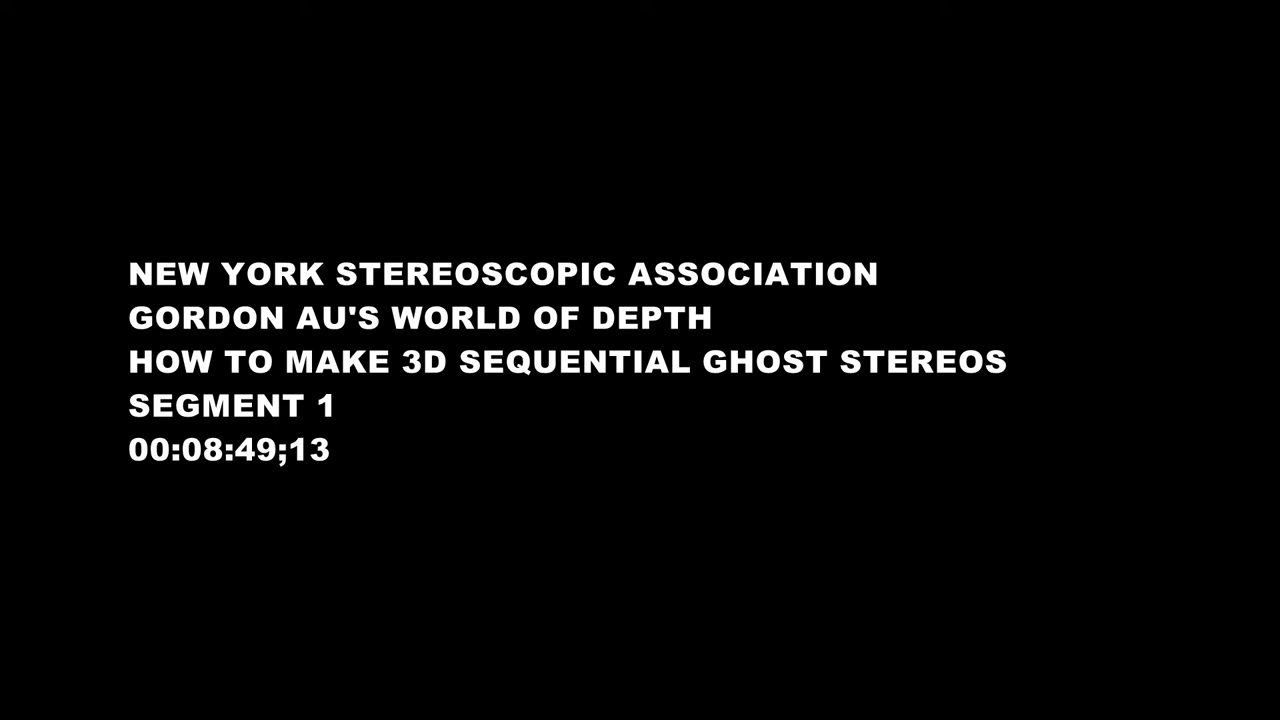 NEW YORK STEREOSCOPIC ASSOCIATION
GORDON AU'S WORLD OF DEPTH
HOW TO MAKE 3D SEQUENTIAL GHOST STEREOS
SEGMENT 1
00:08:49;13